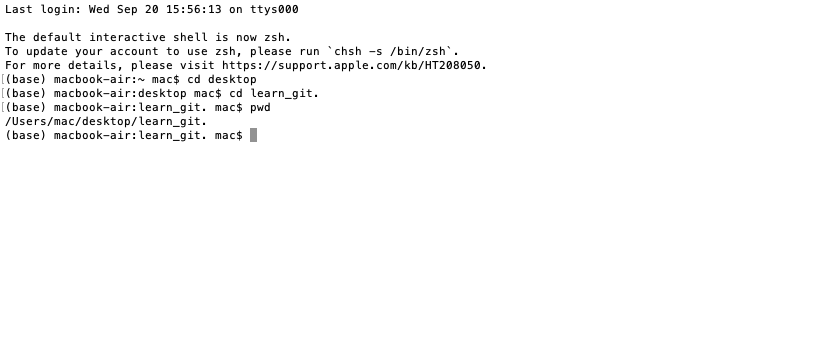 Last login: Wed Sep 20 15:56:13 on ttys000
The default interactive shell is now zsh.
To update your account to use zsh, please run `chsh -s /bin/zsh`.
For more details, please visit https://support.apple.com/kb/HT208050.
[(base) macbook-air:~ mac$ cd desktop
[(base) macbook-air:desktop mac$ cd learn_git.
[(base) macbook-air:learn_git. mac$ pwd
/Users/mac/desktop/learn_git.
(base) macbook-air:learn_git. mac$